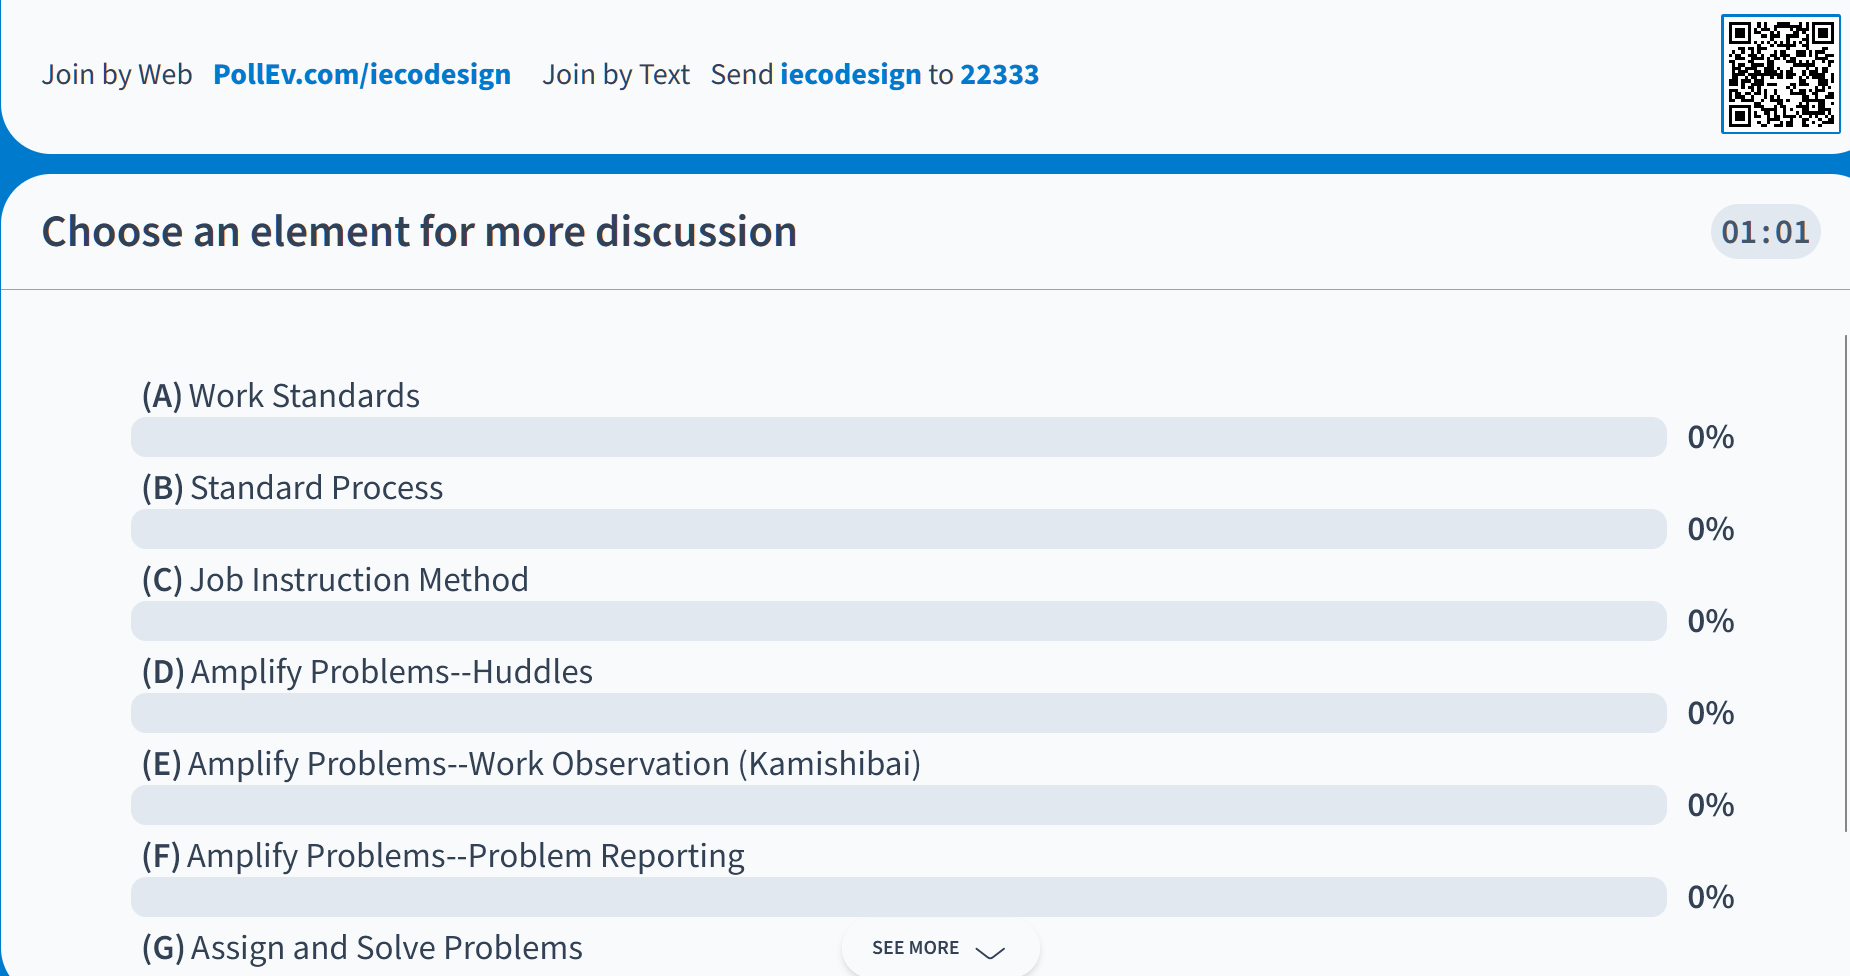 Join by Web PollEv.com/iecodesign Join by Text Send iecodesign to 22333
Choose an element for more discussion
01:01
(A) Work Standards
0%
(B) Standard Process
0%
(C) Job Instruction Method
0%
(D) Amplify Problems--Huddles
0%
(E) Amplify Problems--Work Observation (Kamishibai)
0%
(F) Amplify Problems--Problem Reporting
0%
(G) Assign and Solve Problems
SEE MORE